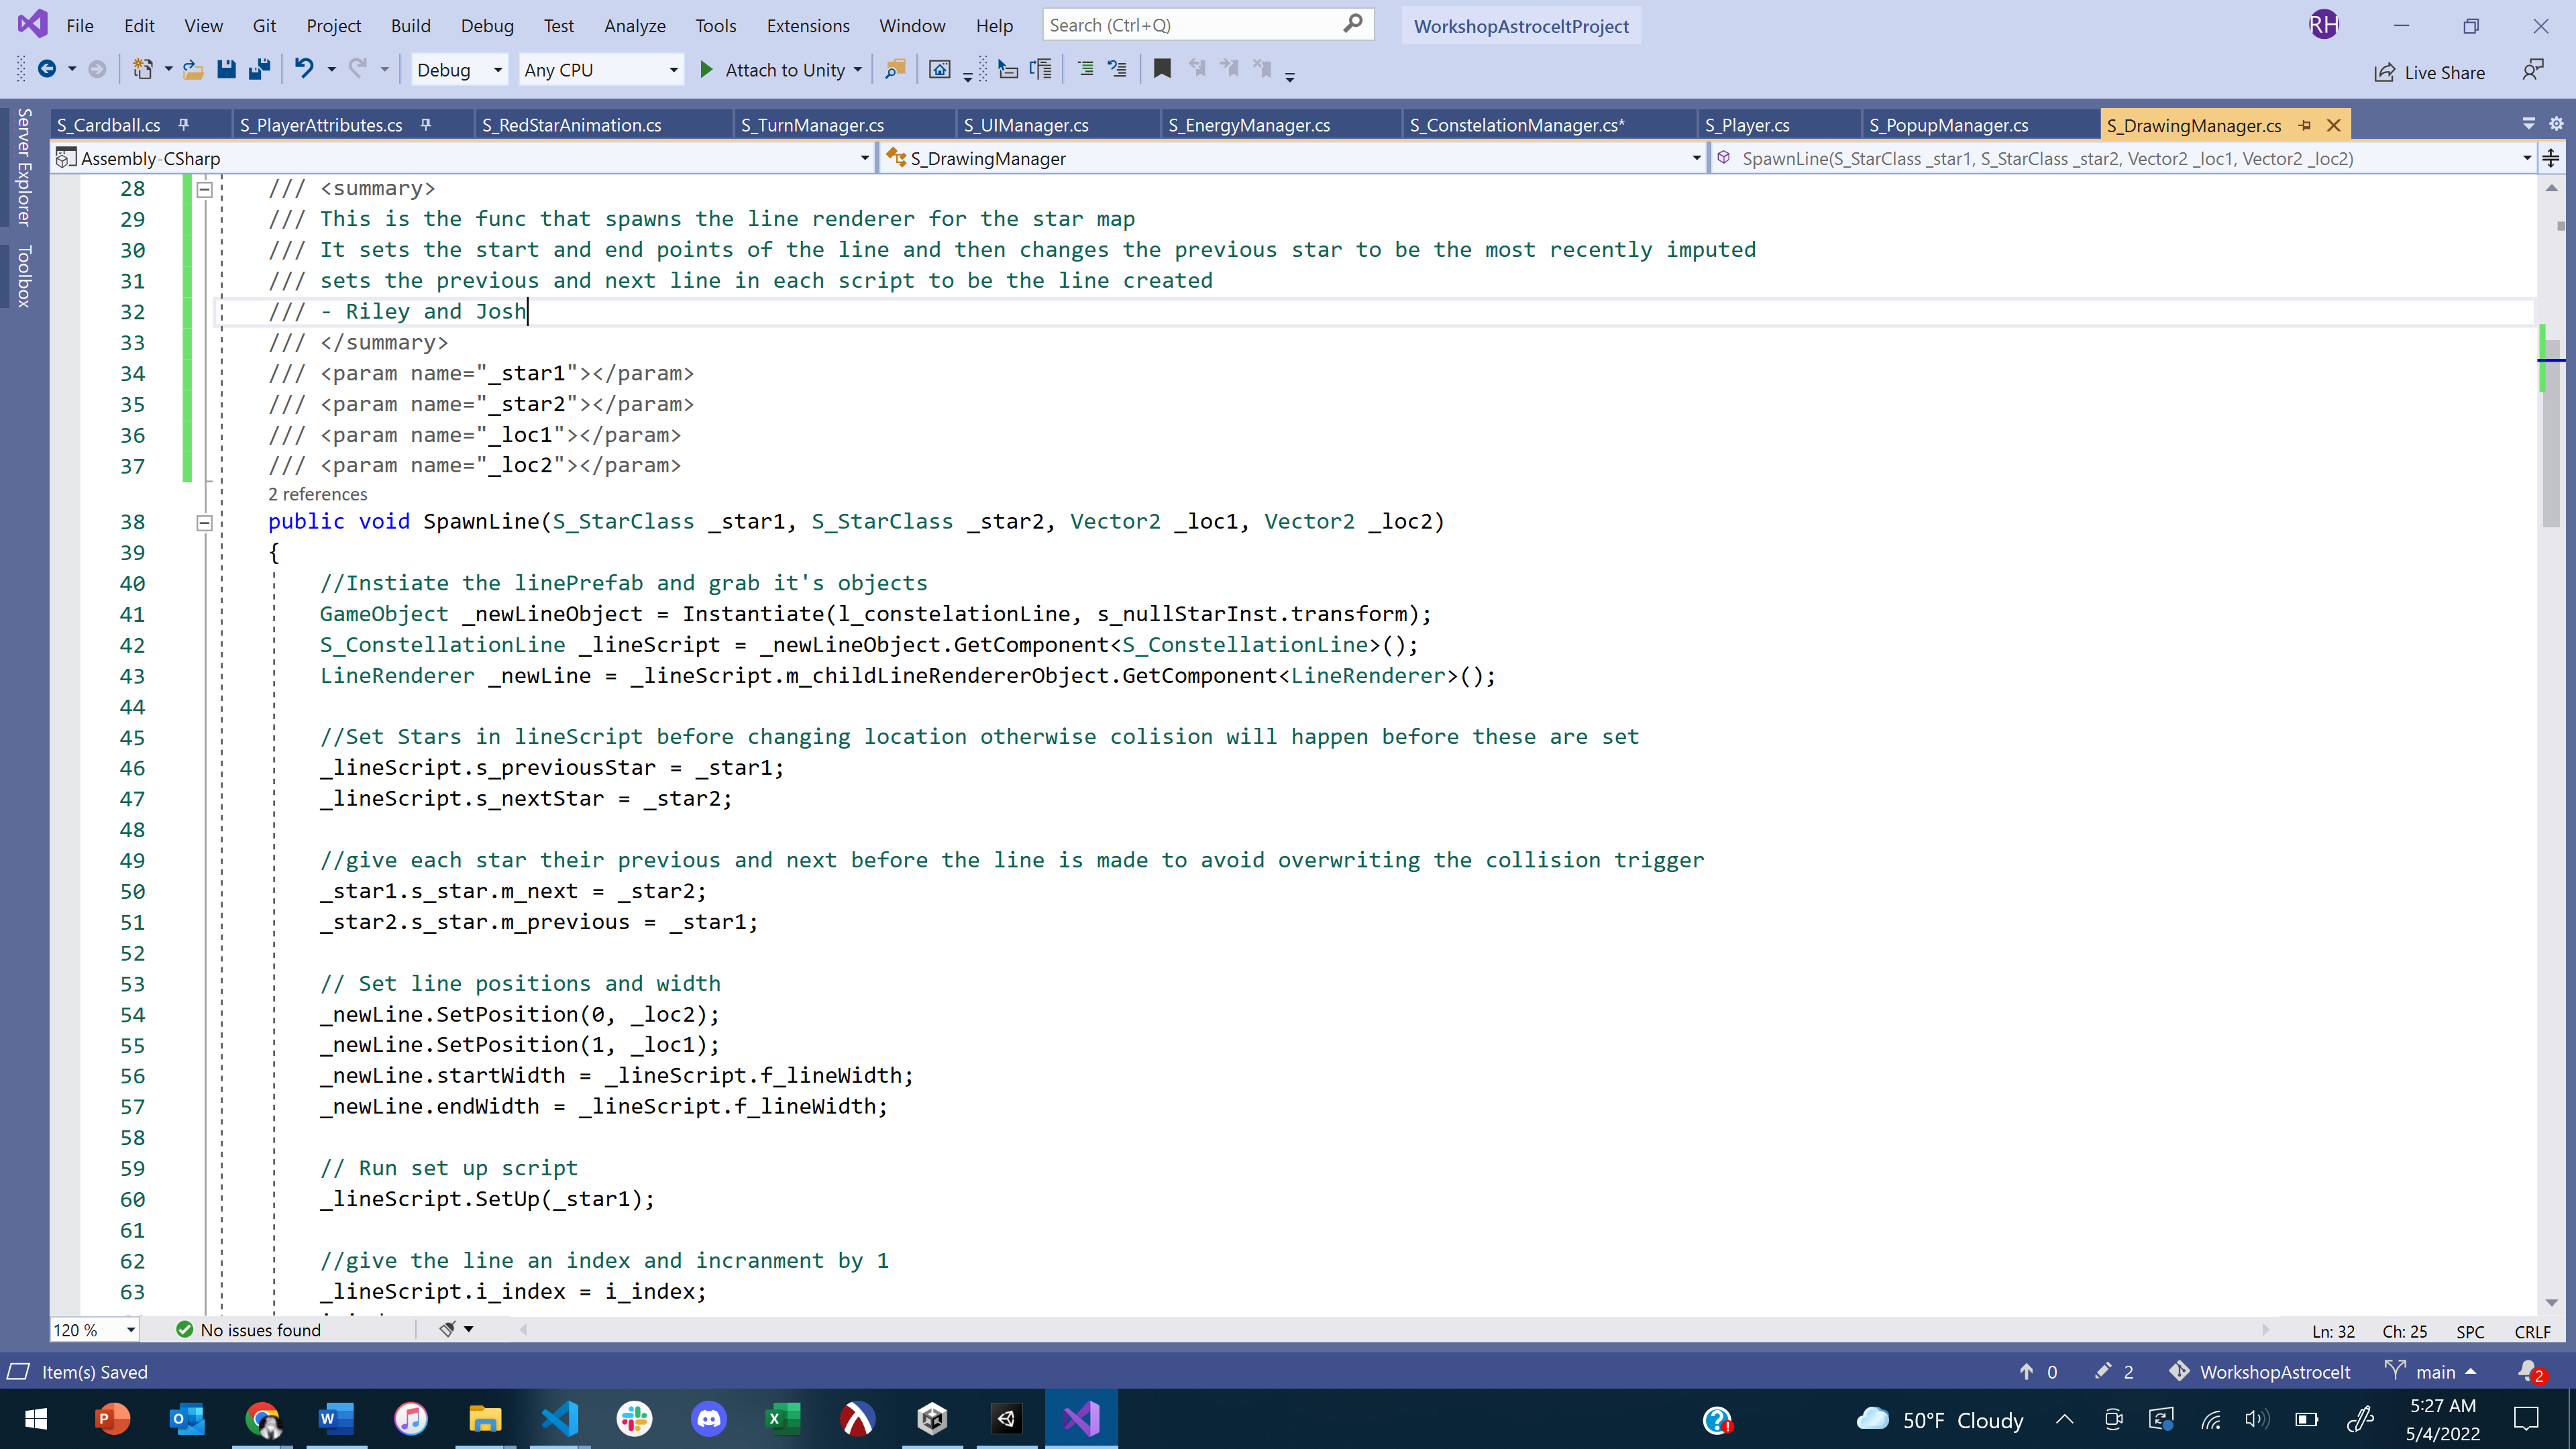 File Edit View Git Project Build Debug Test Analyze Tools Extensions Window Help Search (Ctrl+Q) WorkshopAstroceltProject RH
Debug Any CPU Attach to Unity Live Share
S_Cardball.cs S_PlayerAttributes.cs S_RedStarAnimation.cs S_TurnManager.cs S_UIManager.cs S_EnergyManager.cs S_ConstelationManager.cs* S_Player.cs S_PopupManager.cs S_DrawingManager.cs
Assembly-CSharp S_DrawingManager SpawnLine(S_StarClass _star1, S_StarClass _star2, Vector2 _loc1, Vector2 _loc2)
Server Explorer
Toolbox
28 /// <summary>
29 /// This is the func that spawns the line renderer for the star map
30 /// It sets the start and end points of the line and then changes the previous star to be the most recently imputed
31 /// sets the previous and next line in each script to be the line created
32 /// - Riley and Josh
33 /// </summary>
34 /// <param name="_star1"></param>
35 /// <param name="_star2"></param>
36 /// <param name="_loc1"></param>
37 /// <param name="_loc2"></param>
2 references
38 public void SpawnLine(S_StarClass _star1, S_StarClass _star2, Vector2 _loc1, Vector2 _loc2)
39 {
40 //Instiate the linePrefab and grab it's objects
41 GameObject _newLineObject = Instantiate(l_constelationLine, s_nullStarInst.transform);
42 S_ConstellationLine _lineScript = _newLineObject.GetComponent<S_ConstellationLine>();
43 LineRenderer _newLine = _lineScript.m_childLineRendererObject.GetComponent<LineRenderer>();
44
45 //Set Stars in lineScript before changing location otherwise colision will happen before these are set
46 _lineScript.s_previousStar = _star1;
47 _lineScript.s_nextStar = _star2;
48
49 //give each star their previous and next before the line is made to avoid overwriting the collision trigger
50 _star1.s_star.m_next = _star2;
51 _star2.s_star.m_previous = _star1;
52
53 // Set line positions and width
54 _newLine.SetPosition(0, _loc2);
55 _newLine.SetPosition(1, _loc1);
56 _newLine.startWidth = _lineScript.f_lineWidth;
57 _newLine.endWidth = _lineScript.f_lineWidth;
58
59 // Run set up script
60 _lineScript.SetUp(_star1);
61
62 //give the line an index and incranment by 1
63 _lineScript.i_index = i_index;
120 % No issues found Ln: 32 Ch: 25 SPC CRLF
Item(s) Saved 0 2 WorkshopAstrocelt main 2
50°F Cloudy 5:27 AM
5/4/2022